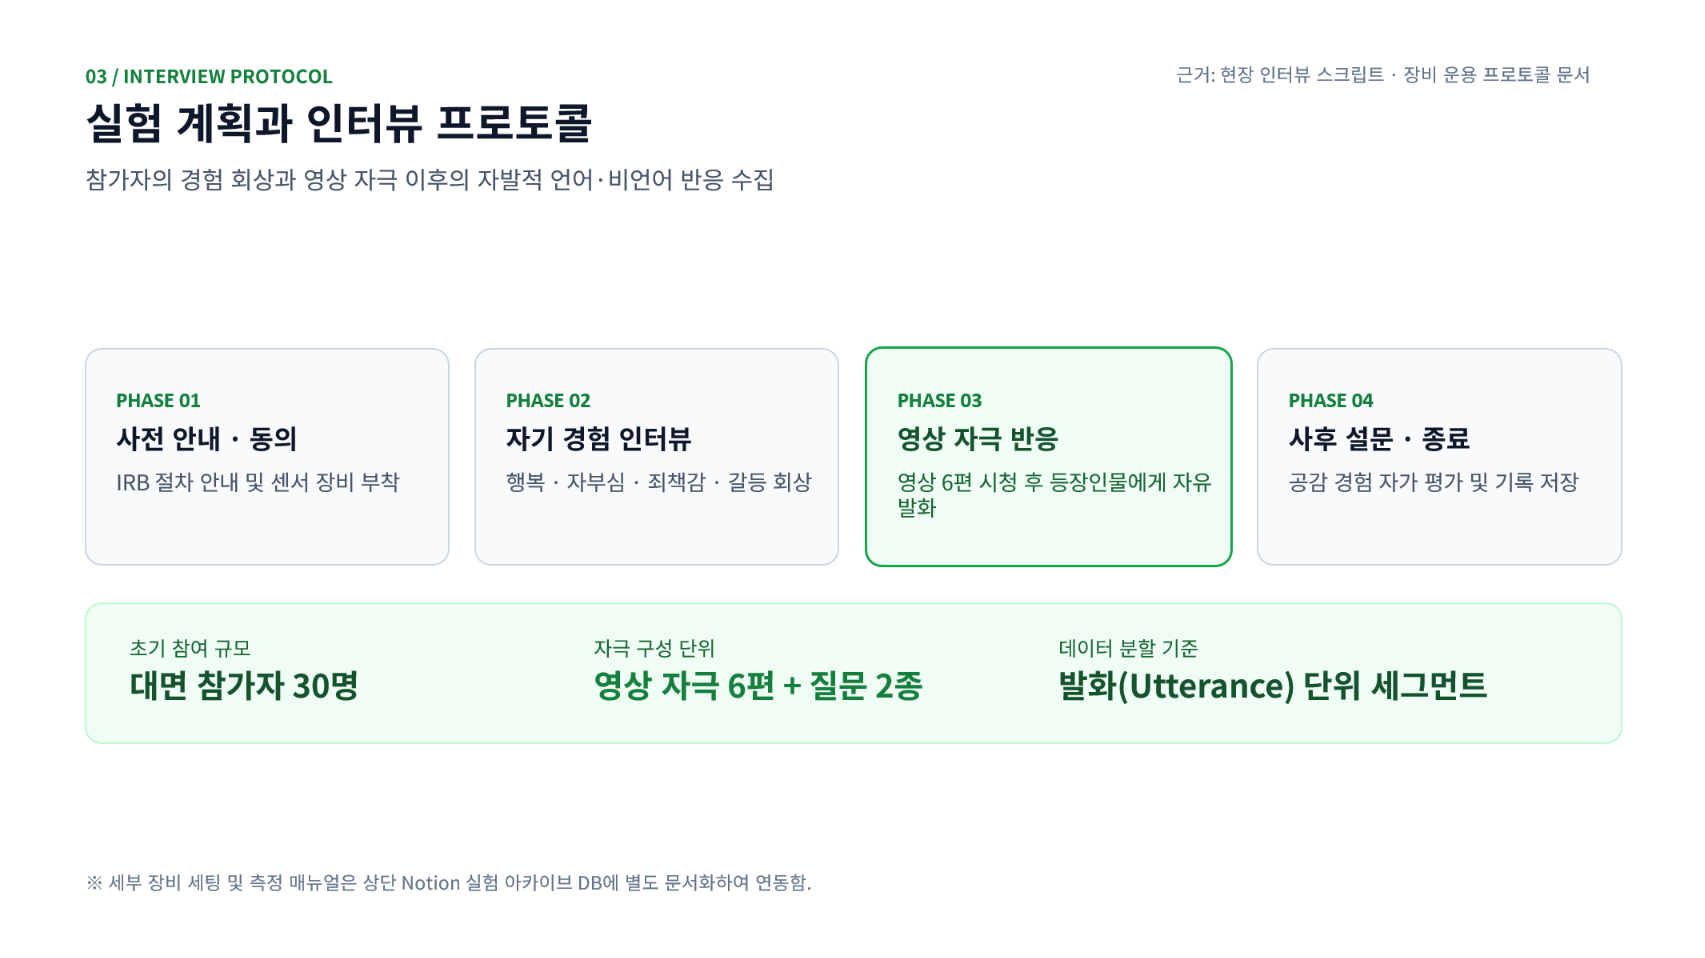 03 / INTERVIEW PROTOCOL
근거: 현장 인터뷰 스크립트 · 장비 운용 프로토콜 문서
실험 계획과 인터뷰 프로토콜
참가자의 경험 회상과 영상 자극 이후의 자발적 언어·비언어 반응 수집
PHASE 01
사전 안내 · 동의
IRB 절차 안내 및 센서 장비 부착
PHASE 02
자기 경험 인터뷰
행복 · 자부심 · 죄책감 · 갈등 회상
PHASE 03
영상 자극 반응
영상 6편 시청 후 등장인물에게 자유
발화
PHASE 04
사후 설문 · 종료
공감 경험 자가 평가 및 기록 저장
초기 참여 규모
대면 참가자 30명
자극 구성 단위
영상 자극 6편 + 질문 2종
데이터 분할 기준
발화(Utterance) 단위 세그먼트
※ 세부 장비 세팅 및 측정 매뉴얼은 상단 Notion 실험 아카이브 DB에 별도 문서화하여 연동함.